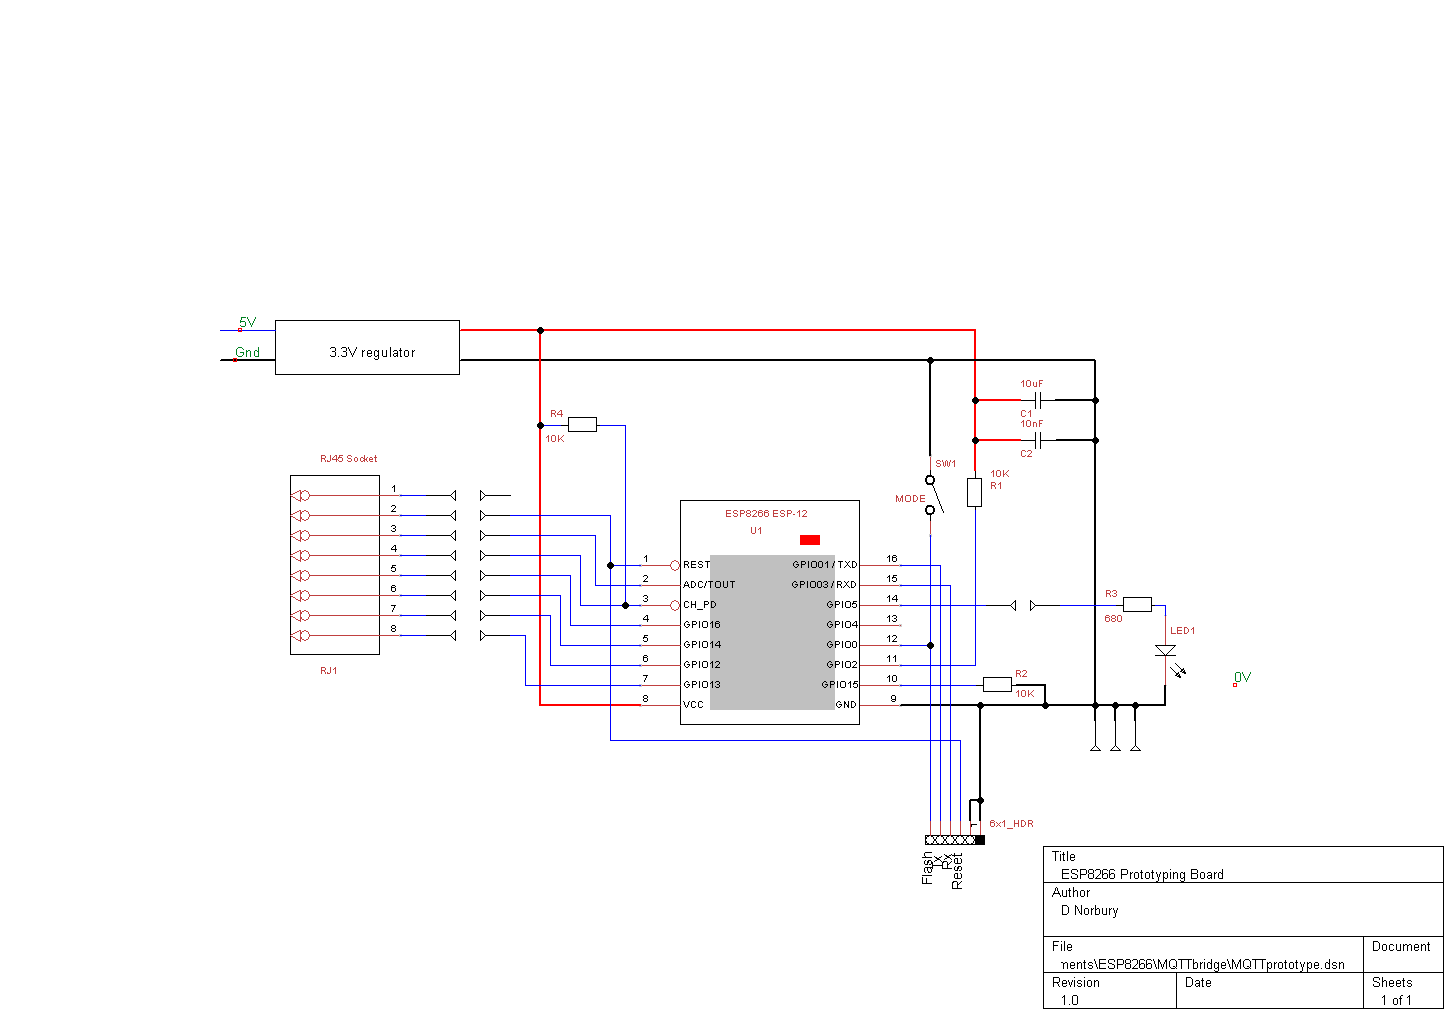 5V
Gnd
3.3V regulator
10uF
C1
10nF
C2
R4
10K
RJ45 Socket
SW1
MODE
10K
R1
1
2
3
4
5
6
7
8
RJ1
ESP8266 ESP-12
U1
1 REST
2 ADC/TOUT
3 CH_PD
4 GPIO16
5 GPIO14
6 GPIO12
7 GPIO13
8 VCC
GPIO01/TXD 16
GPIO03/RXD 15
GPIO5 14
GPIO4 13
GPIO0 12
GPIO2 11
GPIO15 10
GND 9
R3
680
LED1
R2
10K
0V
6x1_HDR
Flash
Tx
Rx
Reset
Title
ESP8266 Prototyping Board
Author
D Norbury
File
ments\ESP8266\MQTTbridge\MQTTprototype.dsn
Document
Revision
1.0
Date
Sheets
1 of 1